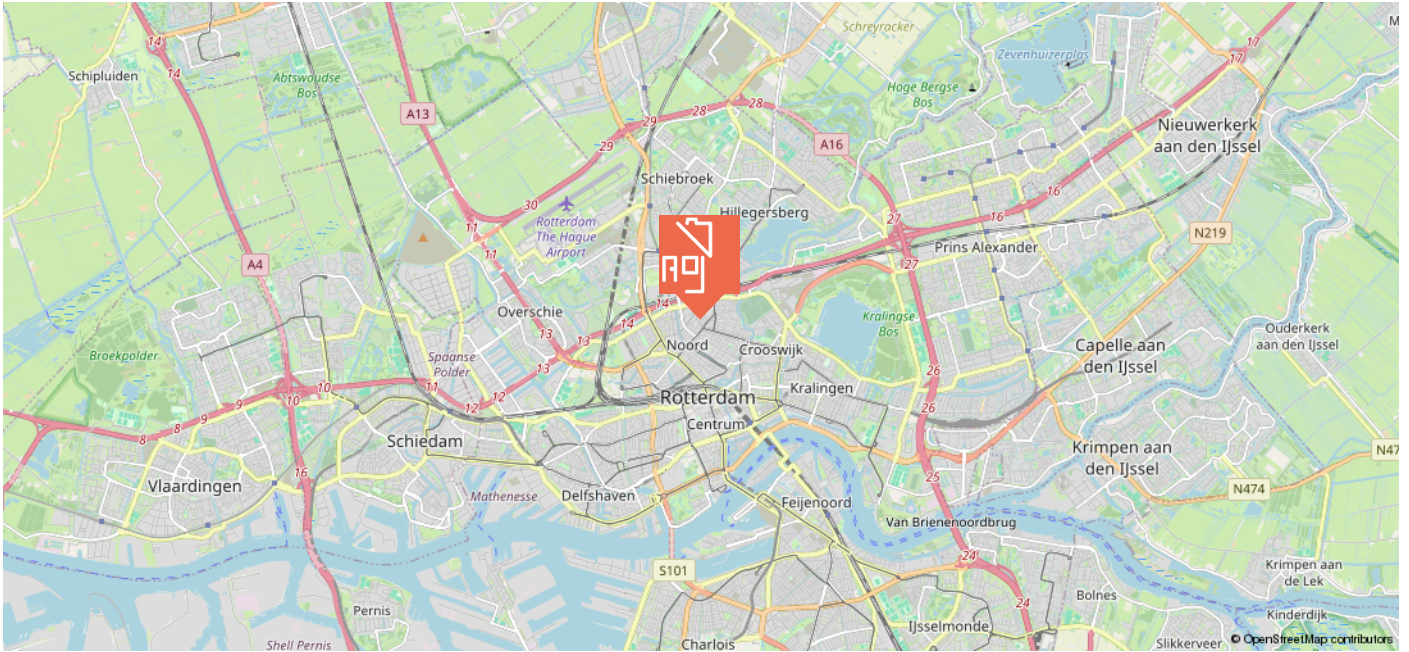 14
17
M
Schreyracker
Zevenhuizerplas
Schipluiden
14
Abtswoudse
Bos
17
Hoge Bergse
Bos
28
28
A13
29
Nieuwerkerk
aan den IJssel
29
A16
Schiebroek
16
30
Hillegersberg
27
16
Rotterdam
The Hague
Airport
11
N219
Prins Alexander
11
27
A4
14
Overschie
14
Kralingse
Bos
13
13
Ouderkerk
aan den IJssel
Noord
Crooswijk
Capelle aan
den IJssel
Broekpolder
Spaanse
Polder
13
26
10
11
Kralingen
12
12
Rotterdam
10
9
9
26
8
8
Centrum
Schiedam
Krimpen aan
den IJssel
N47
16
25
Vlaardingen
N474
Mathenesse
Delfshaven
Feijenoord
Van Brienenoordbrug
24
S101
Krimpen aan
de Lek
Bolnes
24
Pernis
Kinderdijk
IJsselmonde
Shell Pernis
Charlois
Slikkerveer
© OpenStreetMap contributors